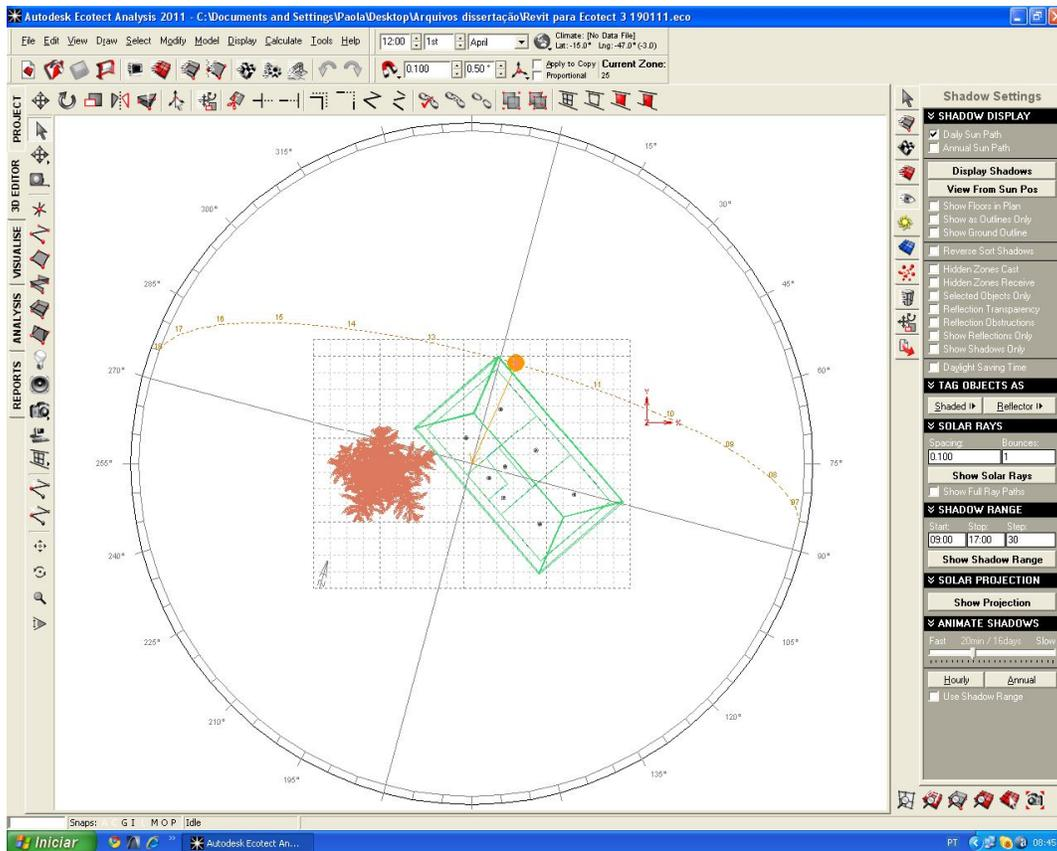 Autodesk Ecotect Analysis 2011 - C:\Documents and Settings\Paola\Desktop\Arquivos dissertação\Revit para Ecotect 3 190111.eco
File Edit View Draw Select Modify Model Display Calculate Tools Help
12:00 1st April
Climate: [No Data File]
Lat: -15.0° Lng: -47.0° (-3.0)
0.100 0.50 °
Apply to Copy
Proportional
Current Zone:
25
PROJECT
3D EDITOR
VISUALISE
ANALYSIS
REPORTS
315°
15°
300°
30°
285°
45°
270°
60°
255°
75°
240°
90°
225°
105°
210°
120°
195°
135°
17 16 15 14 13 11 10 09 08 07
18
Y
X
N
Shadow Settings
SHADOW DISPLAY
Daily Sun Path
Annual Sun Path
Display Shadows
View From Sun Pos
Show Floors in Plan
Show as Outlines Only
Show Ground Outline
Reverse Sort Shadows
Hidden Zones Cast
Hidden Zones Receive
Selected Objects Only
Reflection Transparency
Reflection Obstructions
Show Reflections Only
Show Shadows Only
Daylight Saving Time
TAG OBJECTS AS
Shaded Reflector
SOLAR RAYS
Spacing: Bounces:
0.100 1
Show Solar Rays
Show Full Ray Paths
SHADOW RANGE
Start: Stop: Step:
09:00 17:00 30
Show Shadow Range
SOLAR PROJECTION
Show Projection
ANIMATE SHADOWS
Fast 20min / 16days Slow
Hourly Annual
Use Shadow Range
Snaps: G I M O P Idle
Iniciar
Autodesk Ecotect An...
PT 08:45